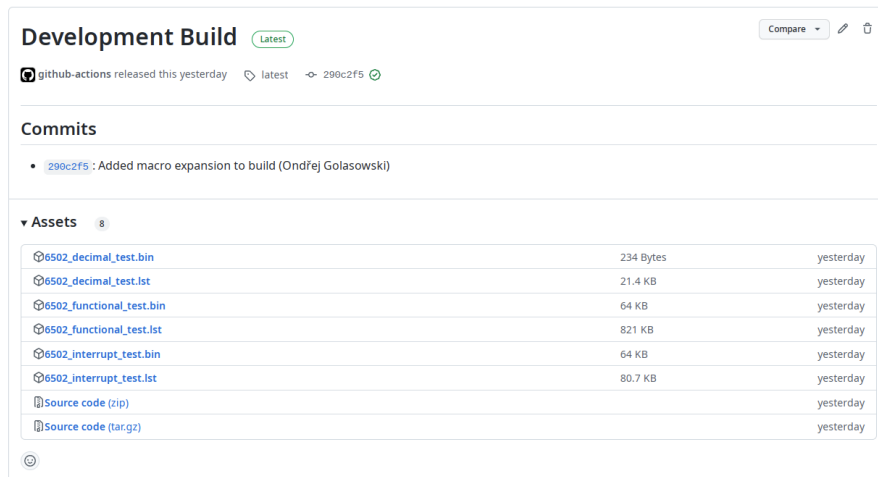 Development Build Latest Compare
github-actions released this yesterday latest 290c2f5
Commits
290c2f5: Added macro expansion to build (Ondřej Golasowski)
Assets 8
6502_decimal_test.bin 234 Bytes yesterday
6502_decimal_test.lst 21.4 KB yesterday
6502_functional_test.bin 64 KB yesterday
6502_functional_test.lst 821 KB yesterday
6502_interrupt_test.bin 64 KB yesterday
6502_interrupt_test.lst 80.7 KB yesterday
Source code (zip) yesterday
Source code (tar.gz) yesterday